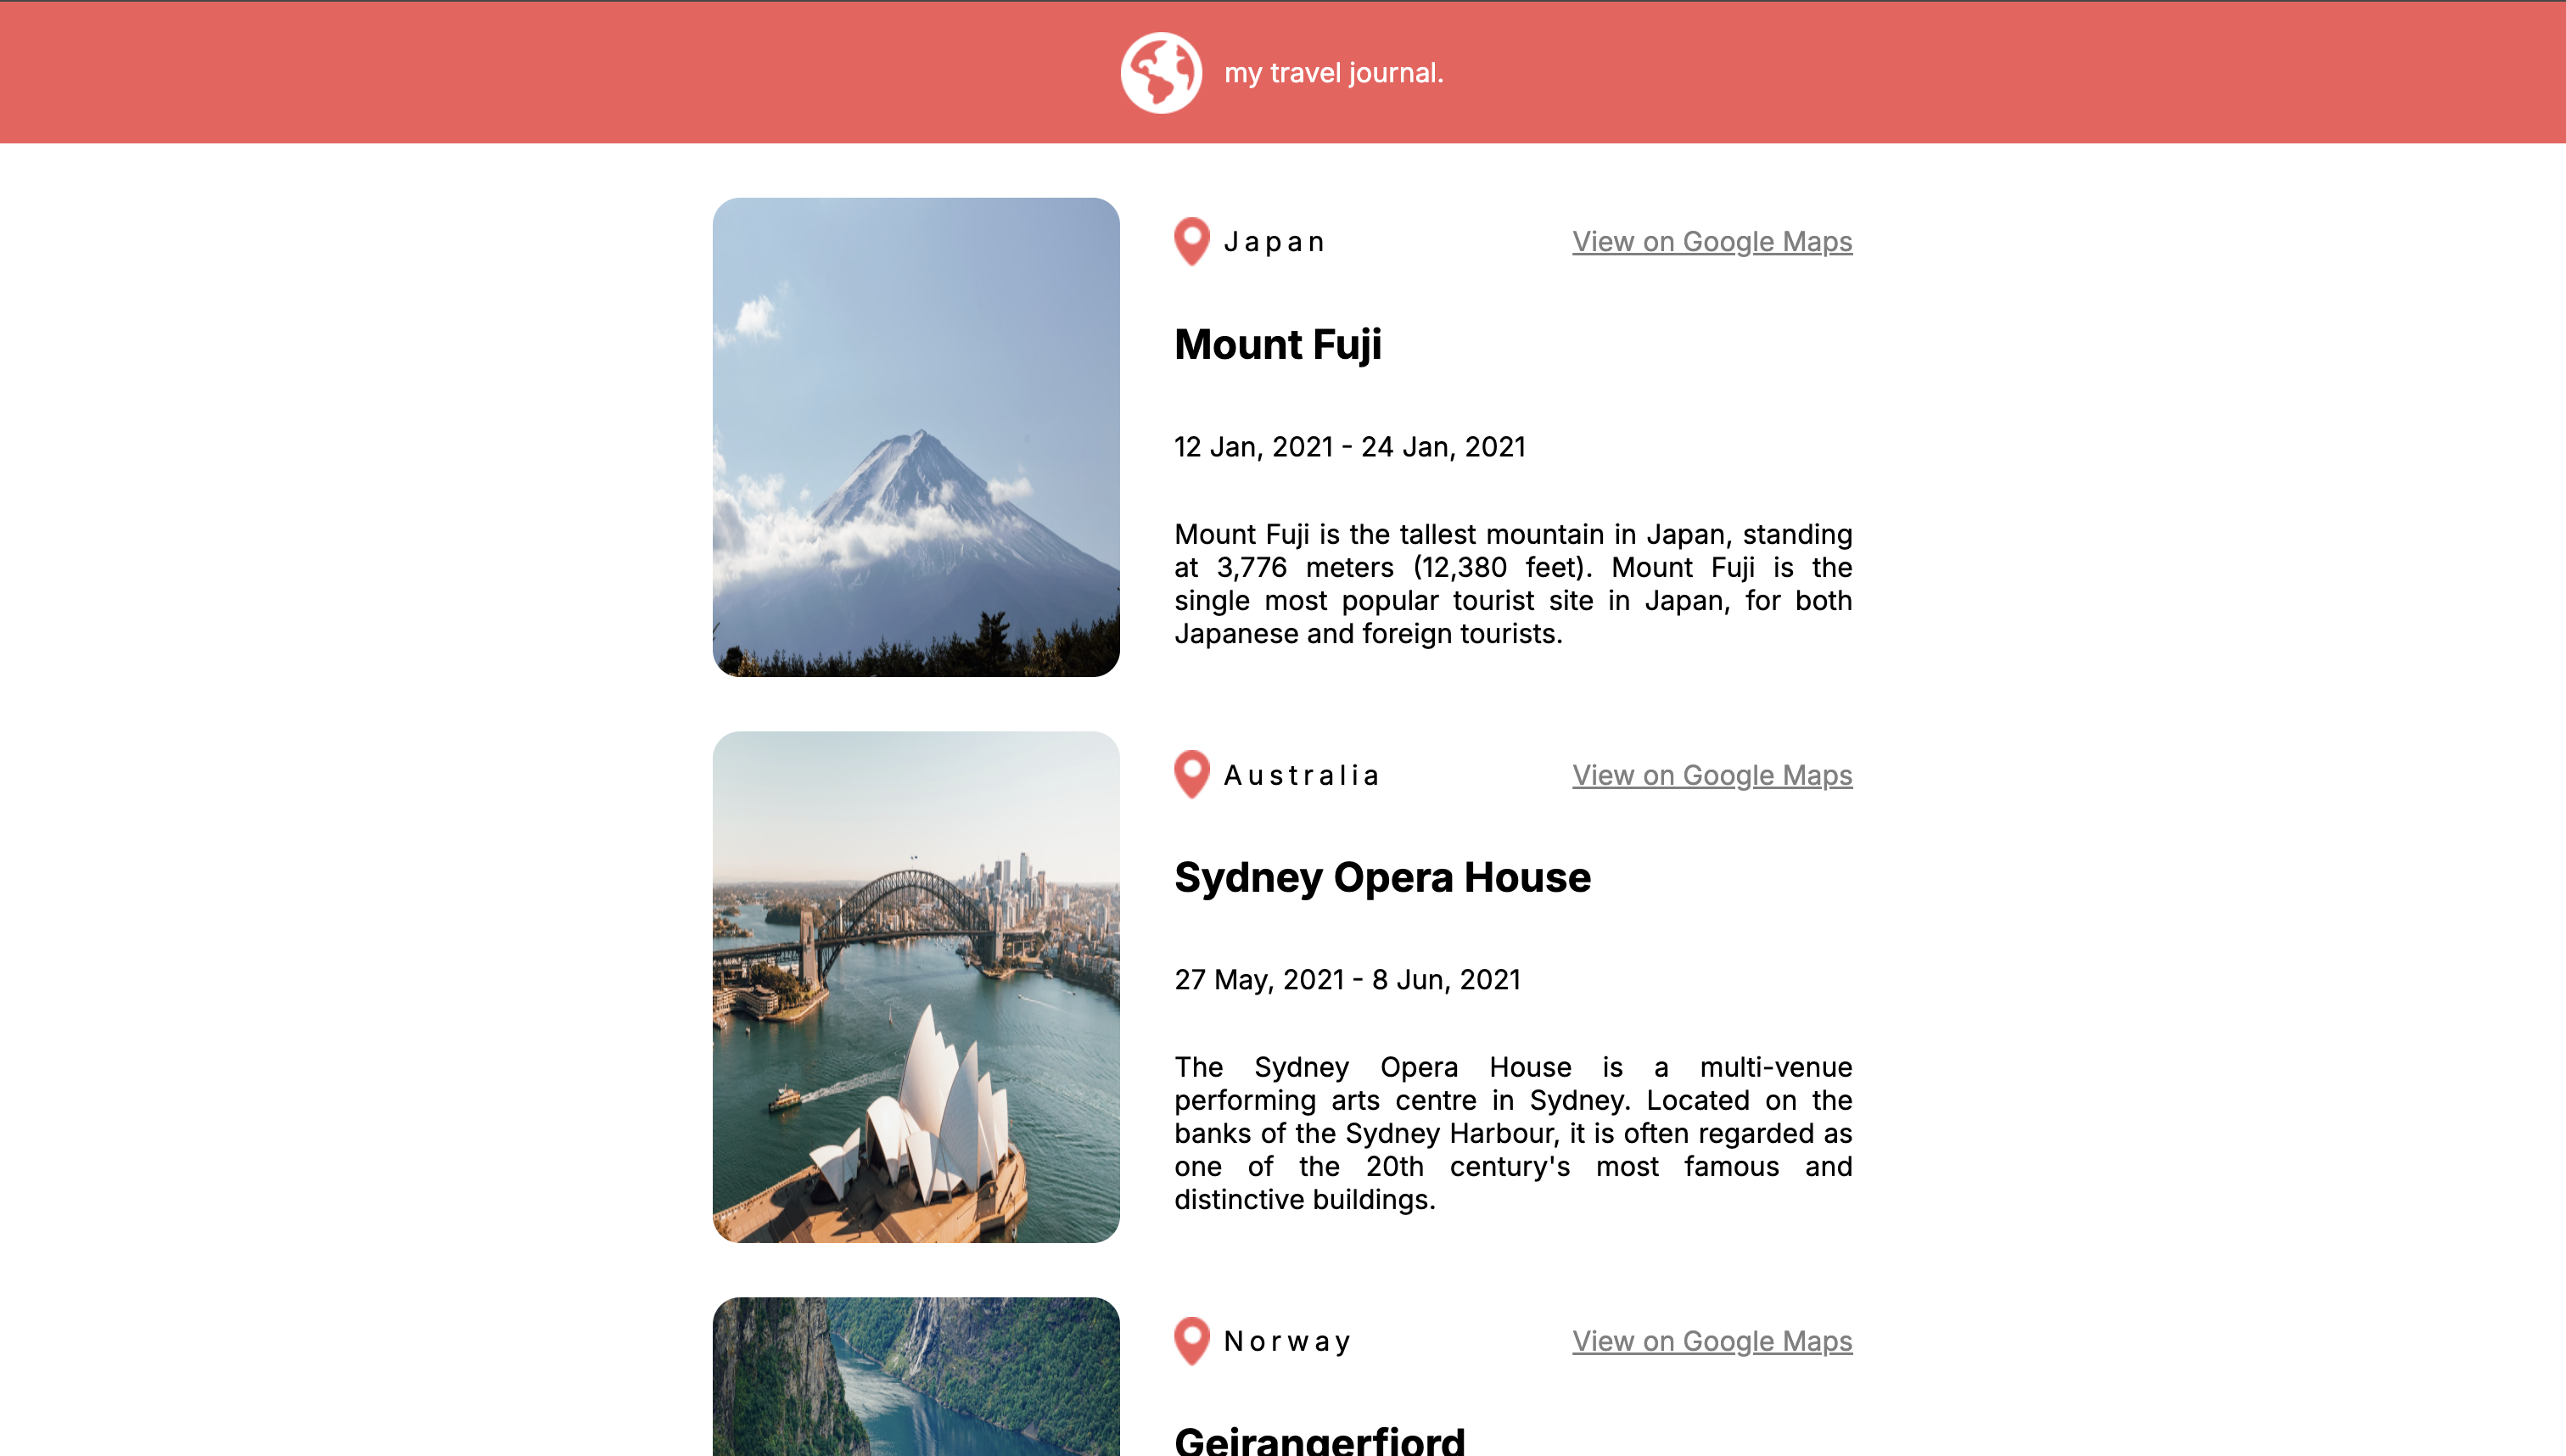 my travel journal.
Japan
View on Google Maps
Mount Fuji
12 Jan, 2021 - 24 Jan, 2021
Mount Fuji is the tallest mountain in Japan, standing
at 3,776 meters (12,380 feet). Mount Fuji is the
single most popular tourist site in Japan, for both
Japanese and foreign tourists.
Australia
View on Google Maps
Sydney Opera House
27 May, 2021 - 8 Jun, 2021
The Sydney Opera House is a multi-venue
performing arts centre in Sydney. Located on the
banks of the Sydney Harbour, it is often regarded as
one of the 20th century's most famous and
distinctive buildings.
Norway
View on Google Maps
Geirangerfjord